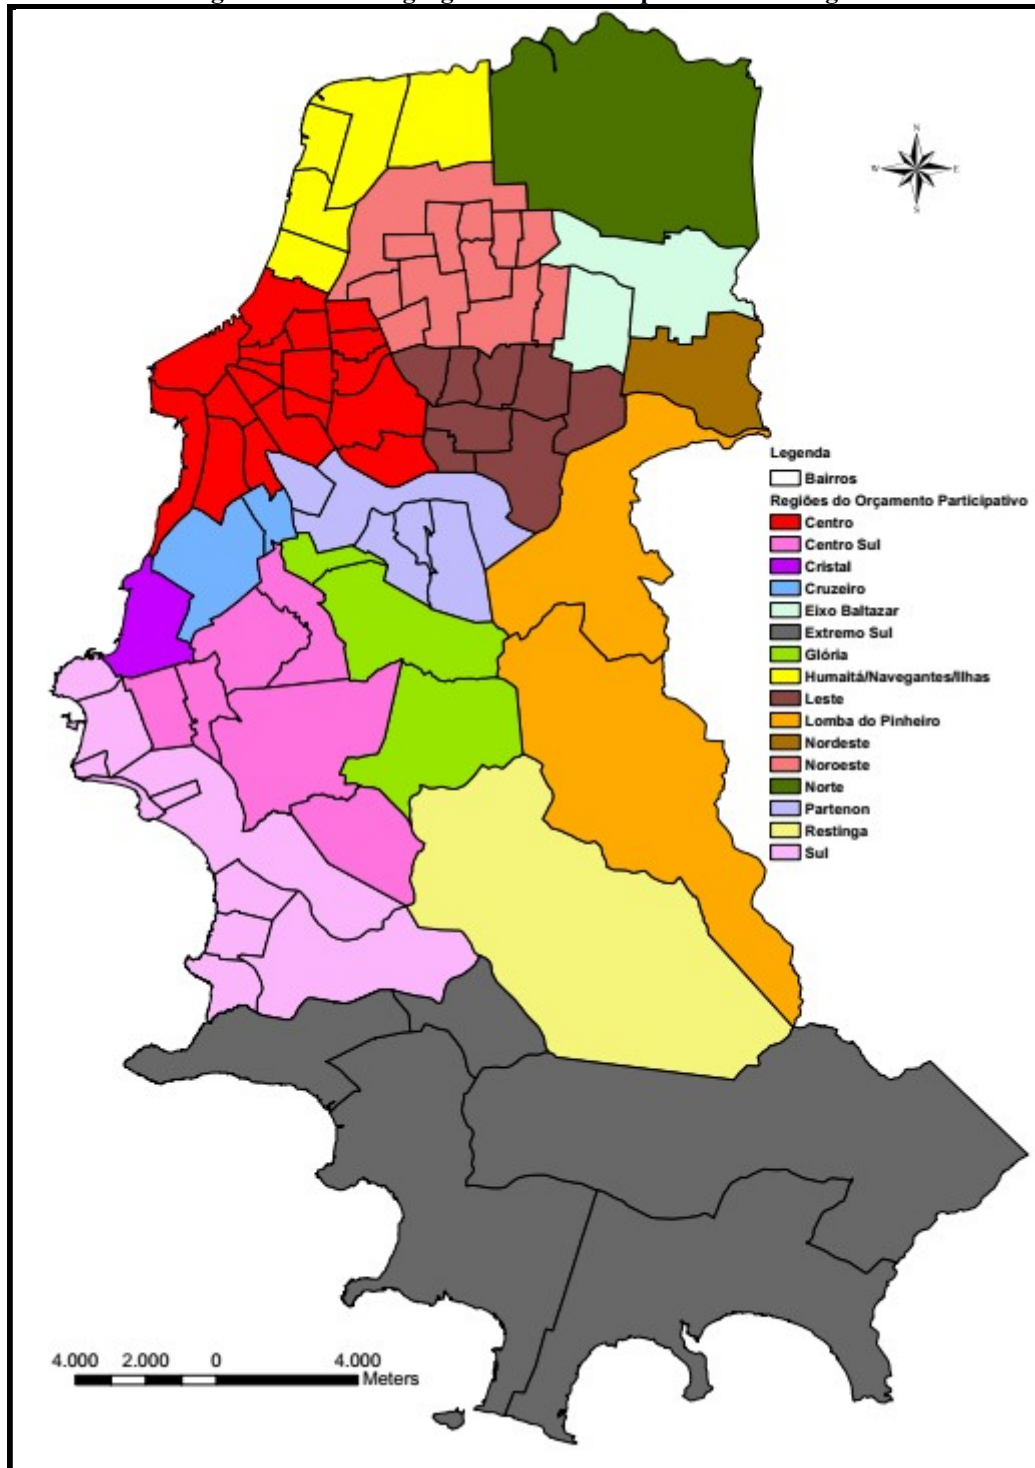 N
W
E
S
Legenda
Bairros
Regiões do Orçamento Participativo
Centro
Centro Sul
Cristal
Cruzeiro
Eixo Baltazar
Extremo Sul
Glória
Humaitá/Navegantes/Ilhas
Leste
Lomba do Pinheiro
Nordeste
Noroeste
Norte
Partenon
Restinga
Sul
4.000 2.000 0 4.000
Meters